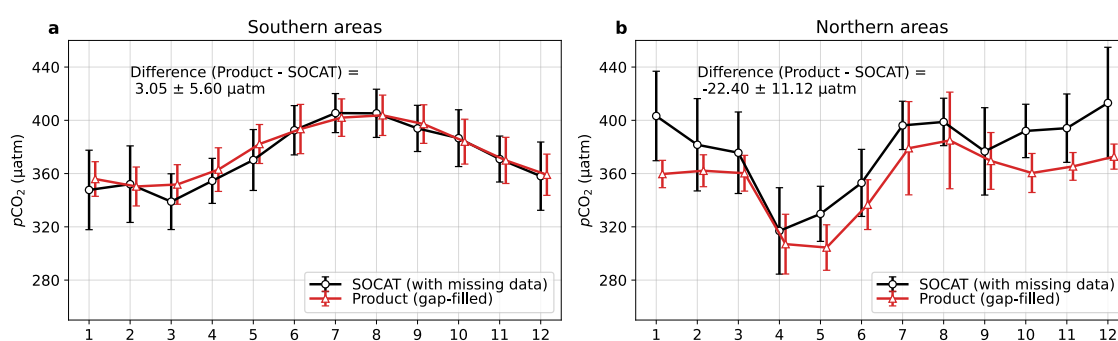 a
Southern areas
Difference (Product - SOCAT) =
3.05 ± 5.60 µatm
pCO₂ (µatm)
440
400
360
320
280
SOCAT (with missing data)
Product (gap-filled)
1 2 3 4 5 6 7 8 9 10 11 12
b
Northern areas
Difference (Product - SOCAT) =
-22.40 ± 11.12 µatm
pCO₂ (µatm)
440
400
360
320
280
SOCAT (with missing data)
Product (gap-filled)
1 2 3 4 5 6 7 8 9 10 11 12